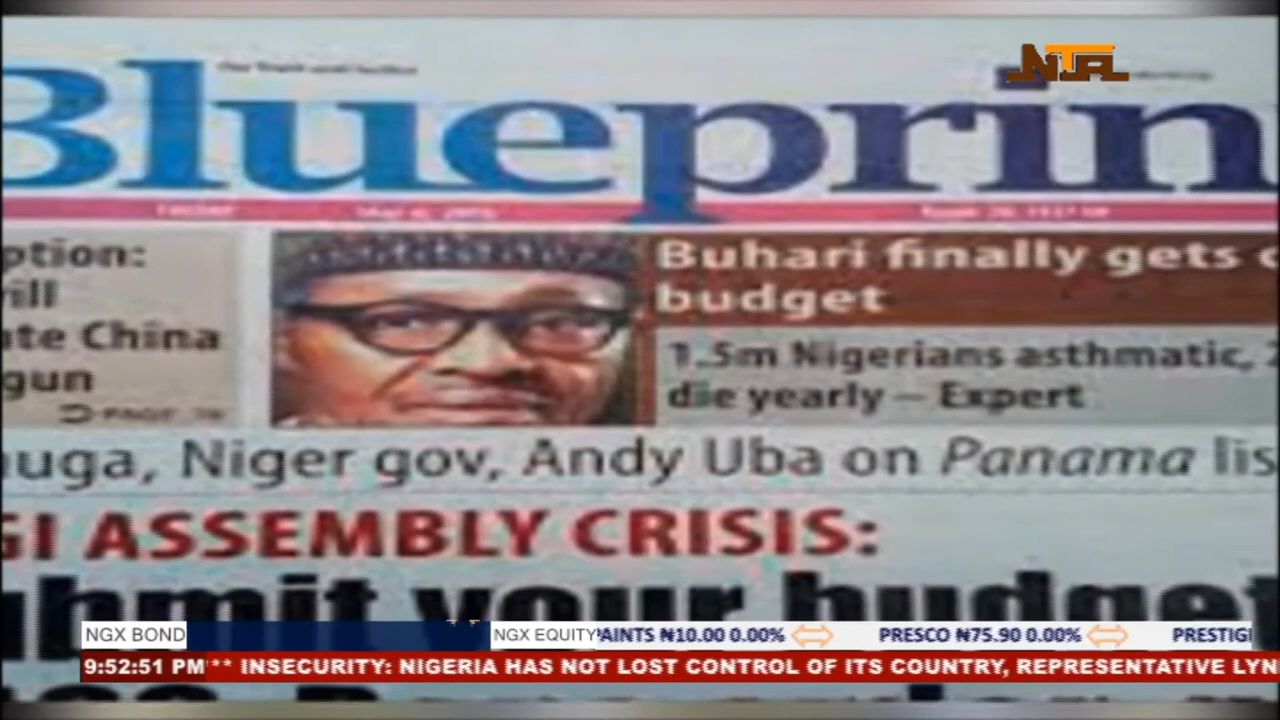 NTA
Blueprin
Buhari finally gets
budget
ption:
ill
ate China
gun
1.5m Nigerians asthmatic,
die yearly – Expert
uga, Niger gov, Andy Uba on Panama lis
GI ASSEMBLY CRISIS:
bmit your budget
NGX BOND
NGX EQUITY
AINTS ₦10.00 0.00% PRESCO ₦75.90 0.00% PRESTIGI
9:52:51 PM
** INSECURITY: NIGERIA HAS NOT LOST CONTROL OF ITS COUNTRY, REPRESENTATIVE LYN